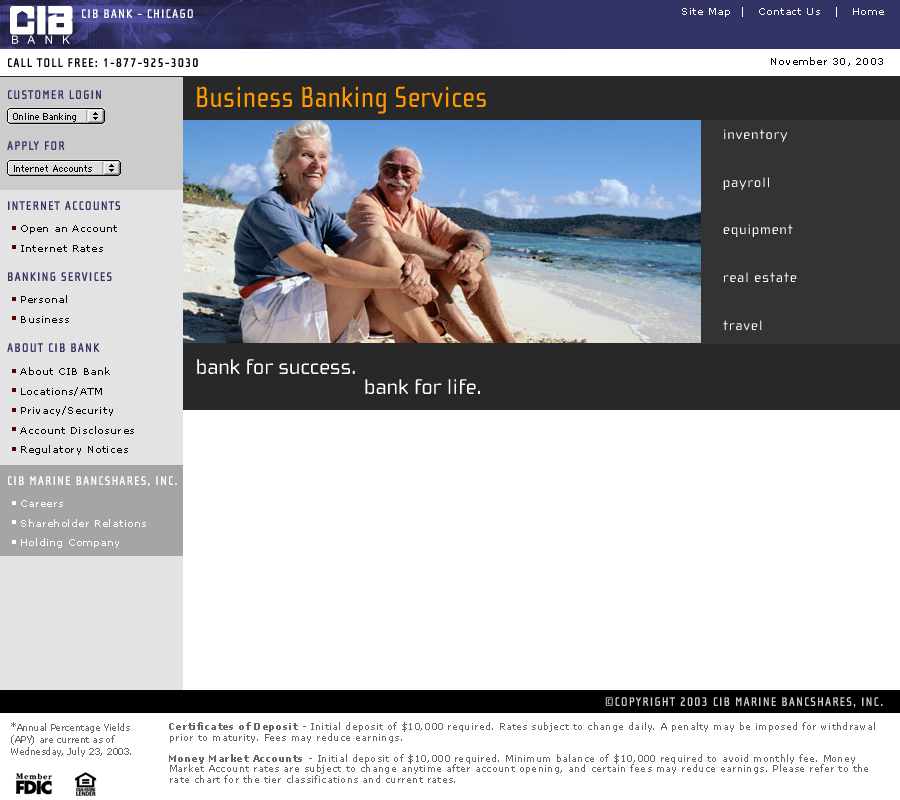 CIB
BANK
CIB BANK - CHICAGO
Site Map | Contact Us | Home
CALL TOLL FREE: 1-877-925-3030
November 30, 2003
CUSTOMER LOGIN
Online Banking
APPLY FOR
Internet Accounts
INTERNET ACCOUNTS
Open an Account
Internet Rates
BANKING SERVICES
Personal
Business
ABOUT CIB BANK
About CIB Bank
Locations/ATM
Privacy/Security
Account Disclosures
Regulatory Notices
CIB MARINE BANCSHARES, INC.
Careers
Shareholder Relations
Holding Company
Business Banking Services
inventory
payroll
equipment
real estate
travel
bank for success.
bank for life.
©COPYRIGHT 2003 CIB MARINE BANCSHARES, INC.
*Annual Percentage Yields
(APY) are current as of
Wednesday, July 23, 2003.
Member
FDIC
EQUAL HOUSING
LENDER
Certificates of Deposit - Initial deposit of $10,000 required. Rates subject to change daily. A penalty may be imposed for withdrawal
prior to maturity. Fees may reduce earnings.
Money Market Accounts - Initial deposit of $10,000 required. Minimum balance of $10,000 required to avoid monthly fee. Money
Market Account rates are subject to change anytime after account opening, and certain fees may reduce earnings. Please refer to the
rate chart for the tier classifications and current rates.